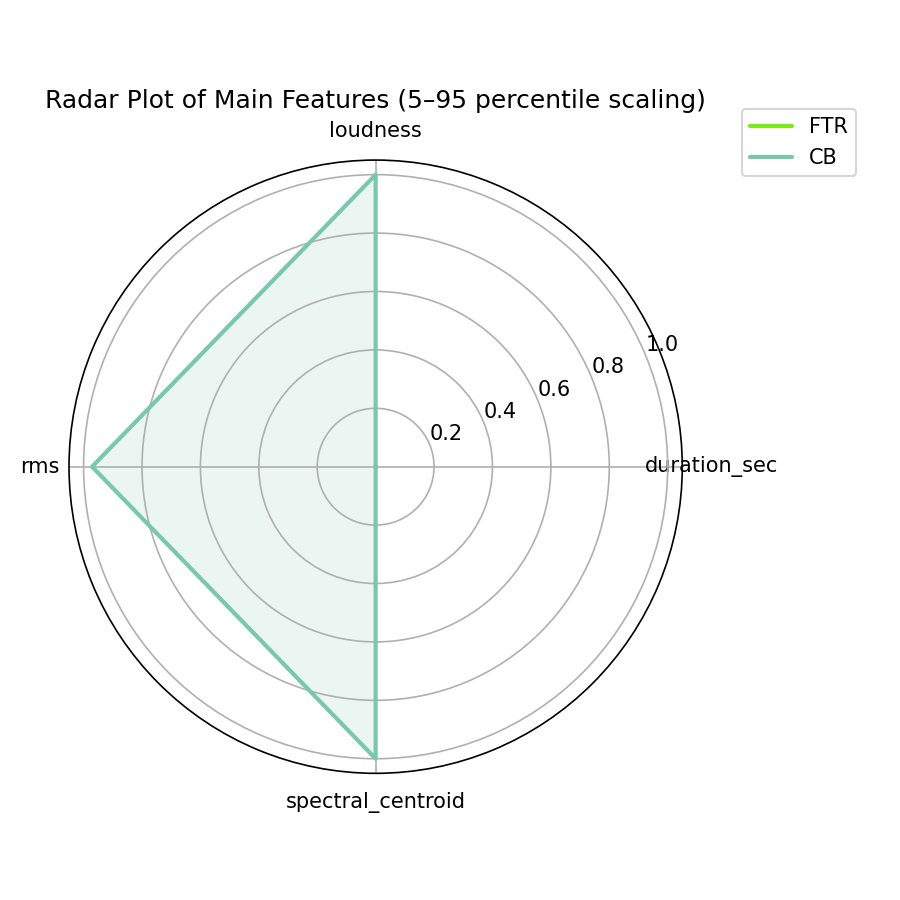 Radar Plot of Main Features (5–95 percentile scaling)
loudness
FTR
CB
1.0
0.8
0.6
0.4
0.2
rms
duration_sec
spectral_centroid